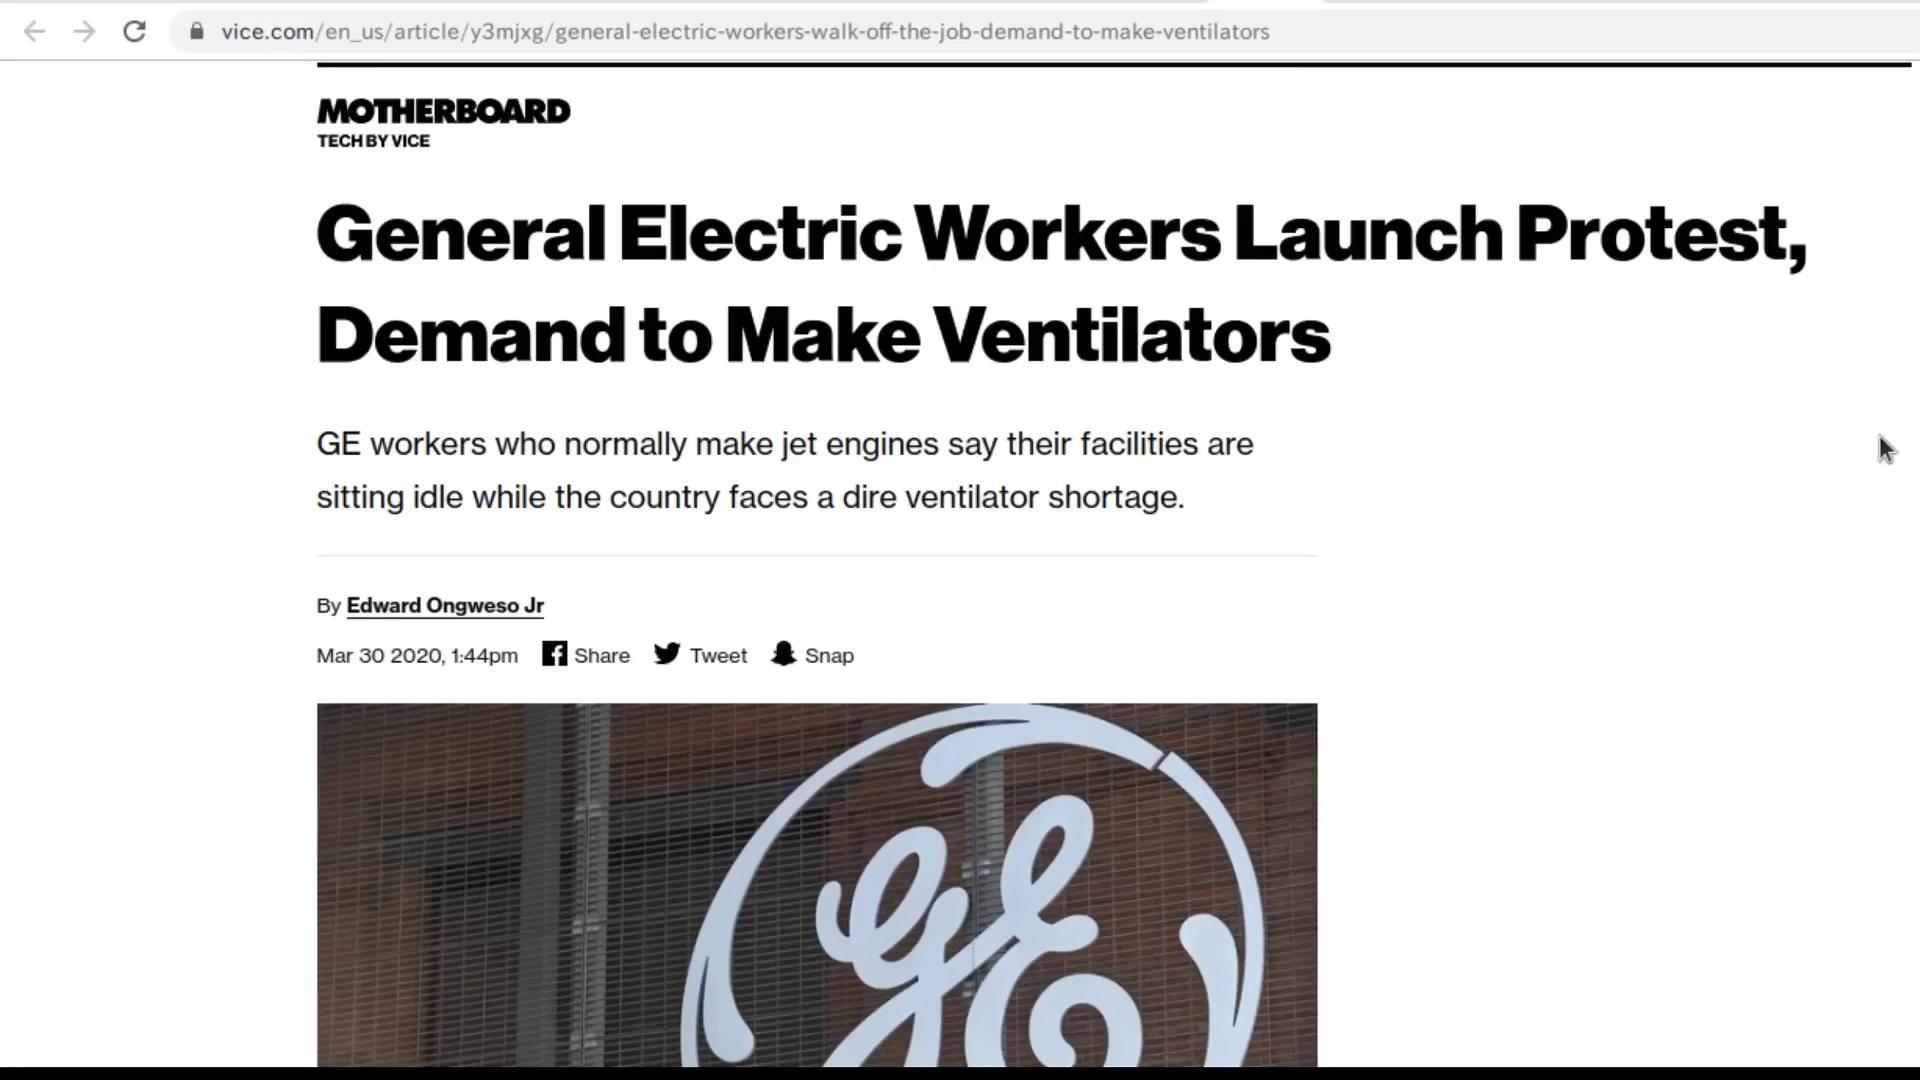 vice.com/en_us/article/y3mjxg/general-electric-workers-walk-off-the-job-demand-to-make-ventilators
MOTHERBOARD
TECH BY VICE
General Electric Workers Launch Protest,
Demand to Make Ventilators
GE workers who normally make jet engines say their facilities are
sitting idle while the country faces a dire ventilator shortage.
By Edward Ongweso Jr
Mar 30 2020, 1:44pm Share Tweet Snap
GE